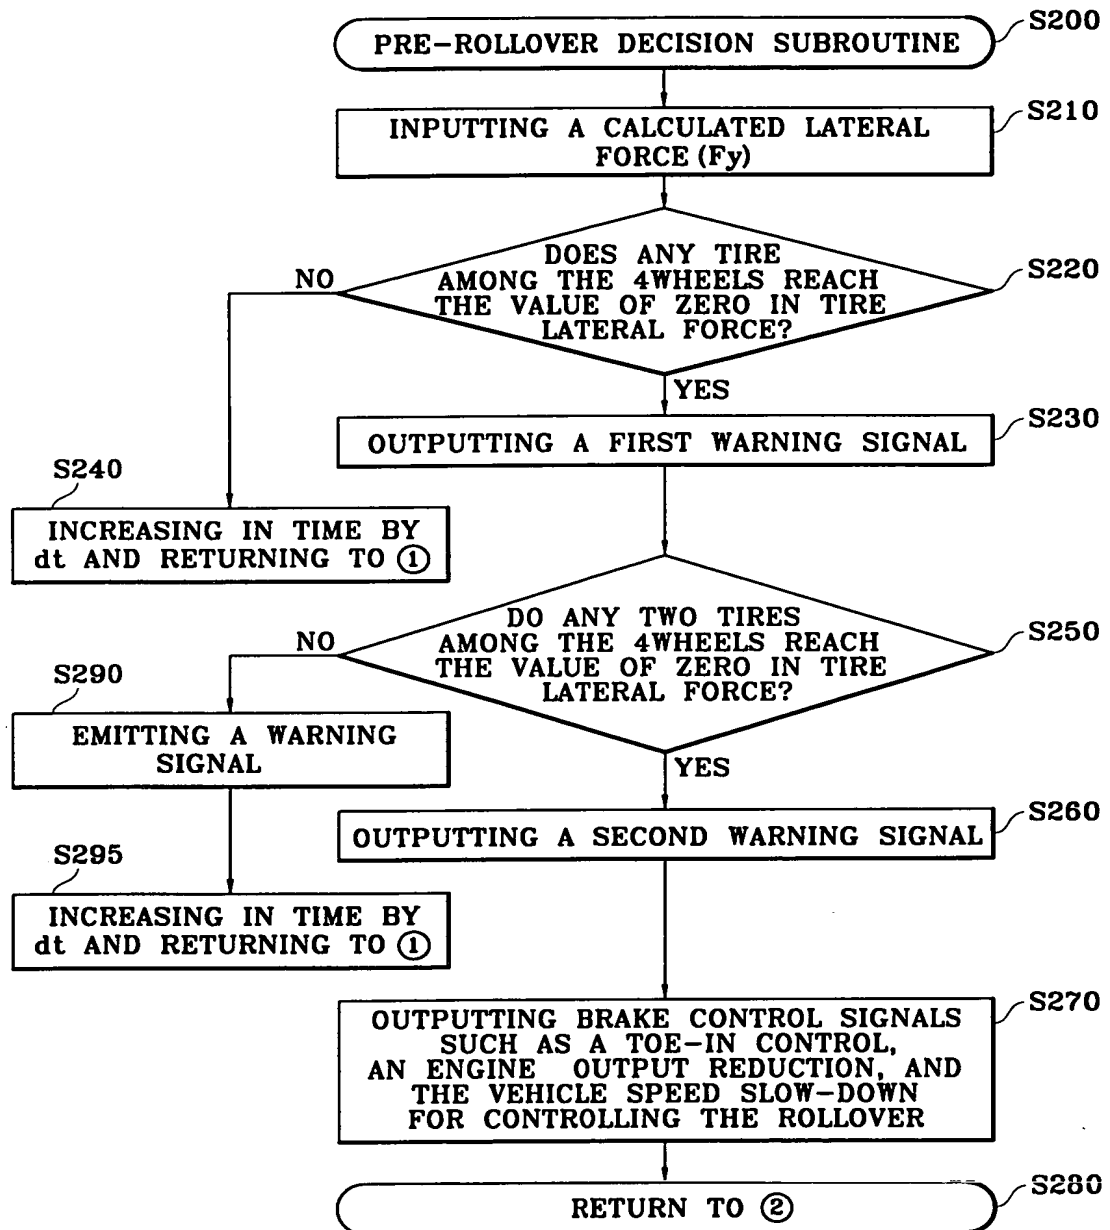 S200
PRE-ROLLOVER DECISION SUBROUTINE
S210
INPUTTING A CALCULATED LATERAL
FORCE (Fy)
S220
DOES ANY TIRE
AMONG THE 4WHEELS REACH
THE VALUE OF ZERO IN TIRE
LATERAL FORCE?
NO
YES
S230
OUTPUTTING A FIRST WARNING SIGNAL
S240
INCREASING IN TIME BY
dt AND RETURNING TO ①
S250
DO ANY TWO TIRES
AMONG THE 4WHEELS REACH
THE VALUE OF ZERO IN TIRE
LATERAL FORCE?
NO
YES
S290
EMITTING A WARNING
SIGNAL
S260
OUTPUTTING A SECOND WARNING SIGNAL
S295
INCREASING IN TIME BY
dt AND RETURNING TO ①
S270
OUTPUTTING BRAKE CONTROL SIGNALS
SUCH AS A TOE-IN CONTROL,
AN ENGINE OUTPUT REDUCTION, AND
THE VEHICLE SPEED SLOW-DOWN
FOR CONTROLLING THE ROLLOVER
S280
RETURN TO ②